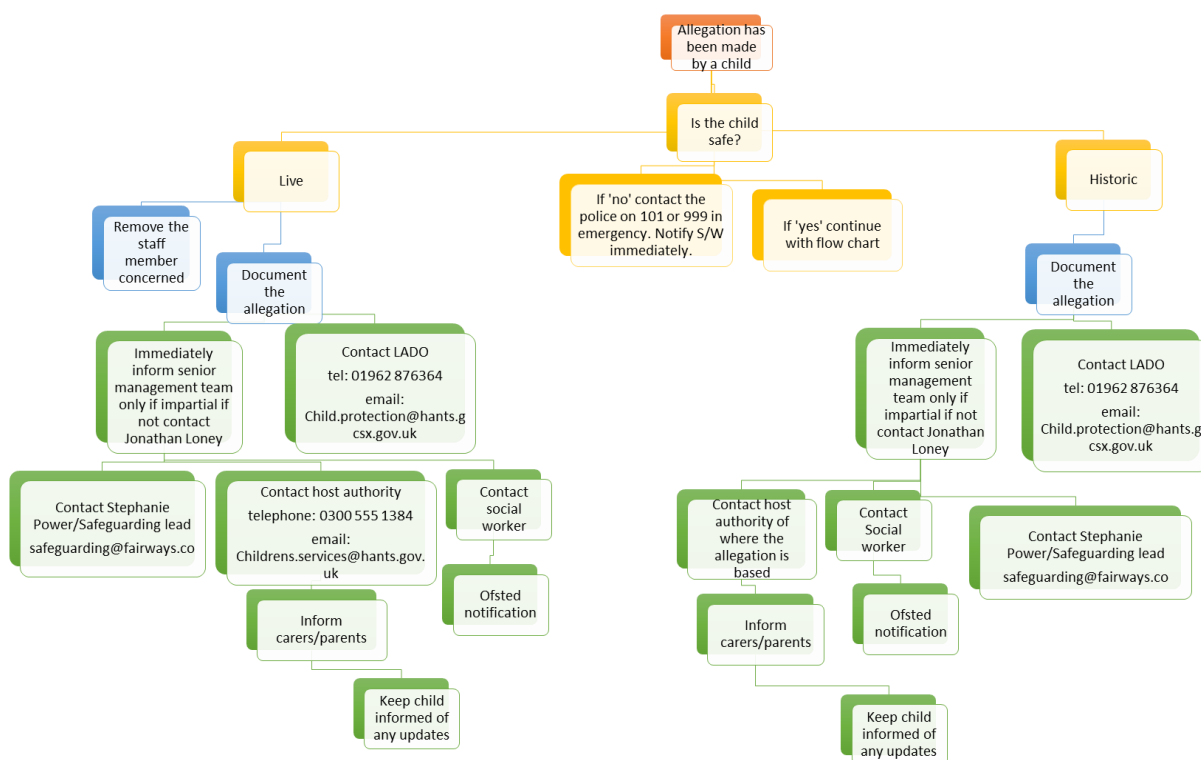 Allegation has
been made
by a child
Is the child
safe?
Live
If 'no' contact the
police on 101 or 999 in
emergency. Notify S/W
immediately.
If 'yes' continue
with flow chart
Historic
Remove the
staff
member
concerned
Document
the
allegation
Document
the
allegation
Immediately
inform senior
management team
only if impartial if
not contact
Jonathan Loney
Contact LADO
tel: 01962 876364
email:
Child.protection@hants.g
csx.gov.uk
Immediately
inform senior
management
team only if
impartial if not
contact Jonathan
Loney
Contact LADO
tel: 01962 876364
email:
Child.protection@hants.g
csx.gov.uk
Contact Stephanie
Power/Safeguarding lead
safeguarding@fairways.co
Contact host authority
telephone: 0300 555 1384
email:
Childrens.services@hants.gov.
uk
Contact
social
worker
Contact host
authority of
where the
allegation is
based
Contact
Social
worker
Contact Stephanie
Power/Safeguarding lead
safeguarding@fairways.co
Inform
carers/parents
Ofsted
notification
Inform
carers/parents
Ofsted
notification
Keep child
informed of
any updates
Keep child
informed of
any updates